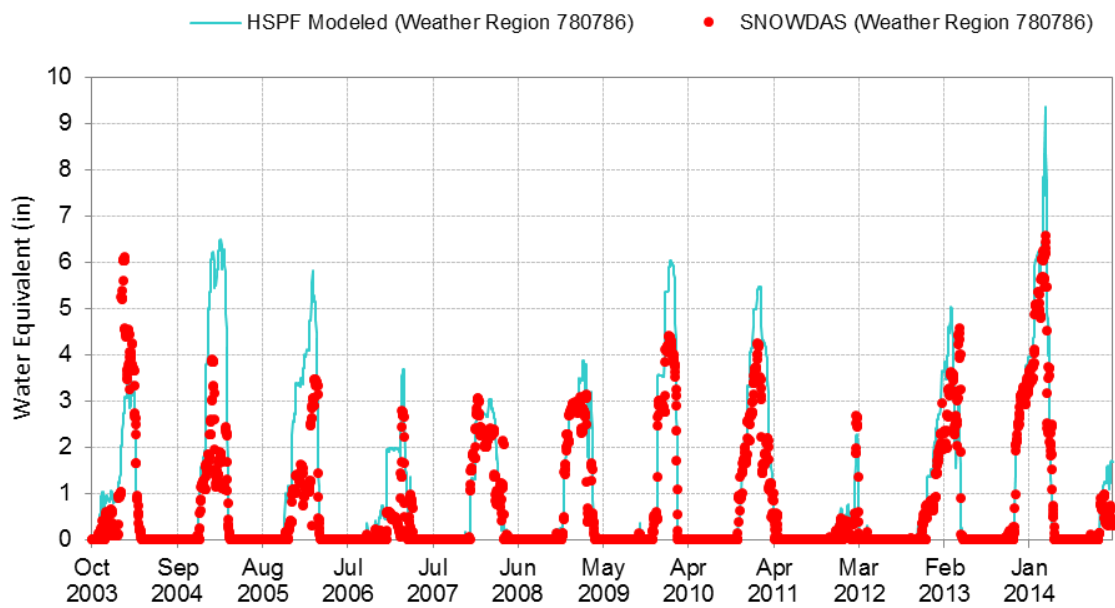 HSPF Modeled (Weather Region 780786) SNOWDAS (Weather Region 780786)
10
9
8
7
6
5
4
3
2
1
0
Water Equivalent (in)
Oct Sep Aug Jul Jul Jun May Apr Apr Mar Feb Jan
2003 2004 2005 2006 2007 2008 2009 2010 2011 2012 2013 2014